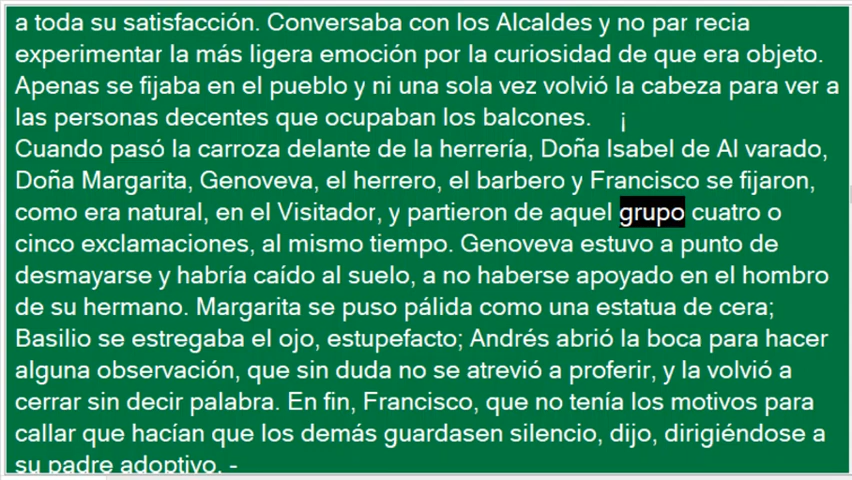 a toda su satisfacción. Conversaba con los Alcaldes y no par recia
experimentar la más ligera emoción por la curiosidad de que era objeto.
Apenas se fijaba en el pueblo y ni una sola vez volvió la cabeza para ver a
las personas decentes que ocupaban los balcones. ¡
Cuando pasó la carroza delante de la herrería, Doña Isabel de Al varado,
Doña Margarita, Genoveva, el herrero, el barbero y Francisco se fijaron,
como era natural, en el Visitador, y partieron de aquel grupo cuatro o
cinco exclamaciones, al mismo tiempo. Genoveva estuvo a punto de
desmayarse y habría caído al suelo, a no haberse apoyado en el hombro
de su hermano. Margarita se puso pálida como una estatua de cera;
Basilio se estregaba el ojo, estupefacto; Andrés abrió la boca para hacer
alguna observación, que sin duda no se atrevió a proferir, y la volvió a
cerrar sin decir palabra. En fin, Francisco, que no tenía los motivos para
callar que hacían que los demás guardasen silencio, dijo, dirigiéndose a
su padre adoptivo. -